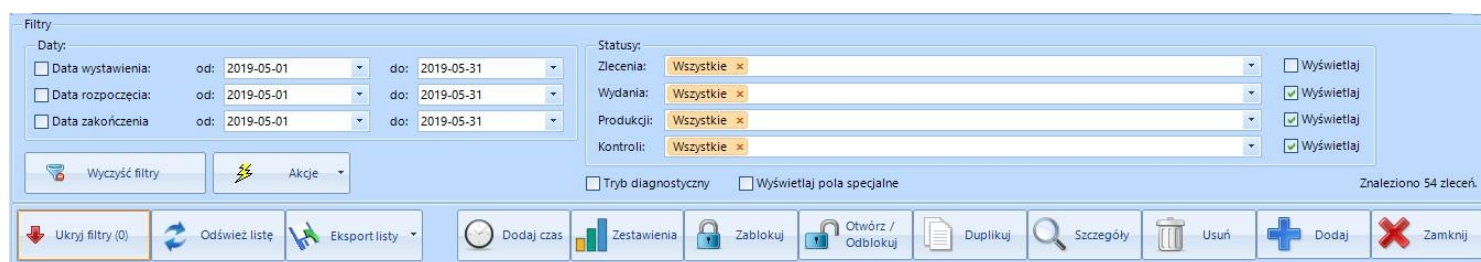 Filtry
Daty:
Data wystawienia: od: 2019-05-01 do: 2019-05-31
Data rozpoczęcia: od: 2019-05-01 do: 2019-05-31
Data zakończenia od: 2019-05-01 do: 2019-05-31
Wyczyść filtry Akcje
Statusy:
Zlecenia: Wszystkie × Wyświetlaj
Wydania: Wszystkie × Wyświetlaj
Produkcji: Wszystkie × Wyświetlaj
Kontroli: Wszystkie × Wyświetlaj
Tryb diagnostyczny Wyświetlaj pola specjalne Znaleziono 54 zleceń.
Ukryj filtry (0) Odśwież listę Eksport listy Dodaj czas Zestawienia Zablokuj Otwórz /
Odblokuj Duplikuj Szczegóły Usuń Dodaj Zamknij